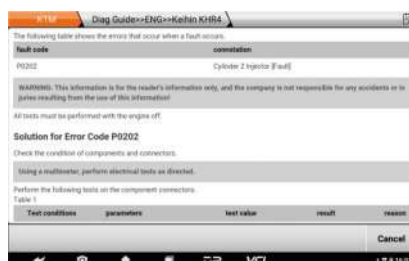 KTM
Diag Guide>>ENG>>Keihin KHR4
The following table shows the errors that occur when a fault occurs.
fault code connotation
P0202 Cylinder 2 Injector [Fault]
WARNING: This information is for the reader's information only, and the company is not responsible for any accidents or in
juries resulting from the use of this information!
All tests must be performed with the engine off.
Solution for Error Code P0202
Check the condition of components and connectors.
Using a multimeter, perform electrical tests as directed.
Perform the following tests on the component connectors.
Table 1
Test conditions parameters test value result reason
Cancel
VCI